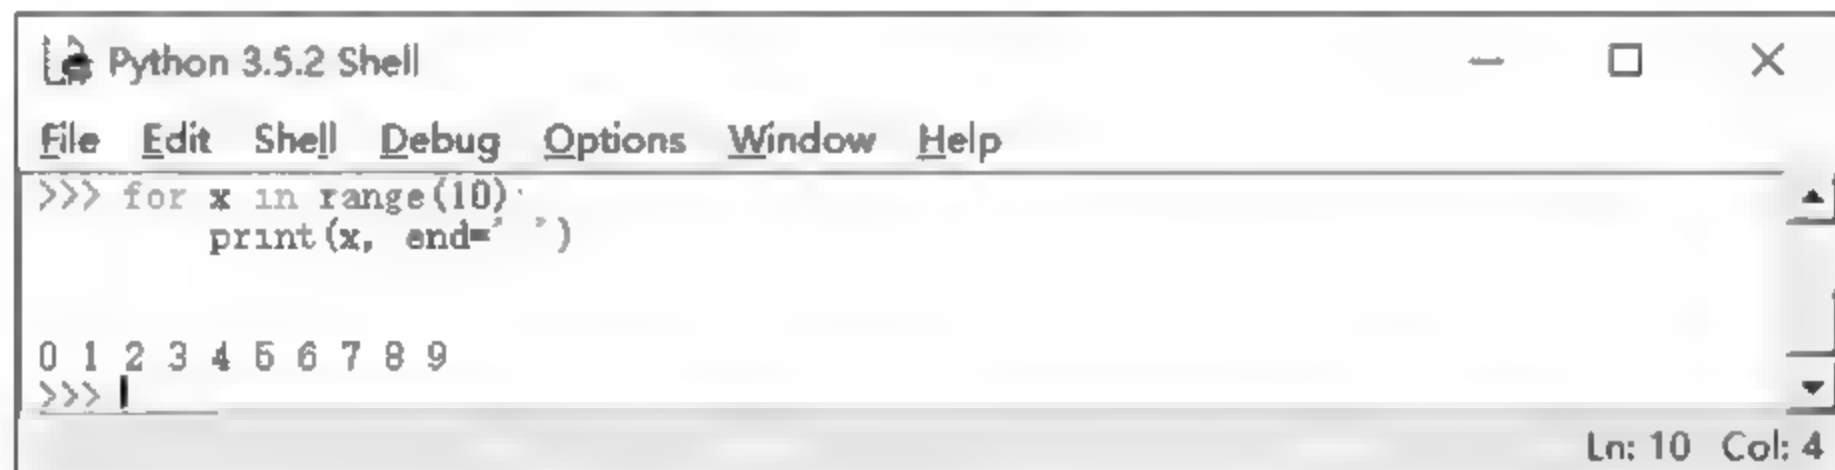 Python 3.5.2 Shell
File Edit Shell Debug Options Window Help
>>> for x in range(10):
        print(x, end=' ')
0 1 2 3 4 5 6 7 8 9
>>>
Ln: 10 Col: 4